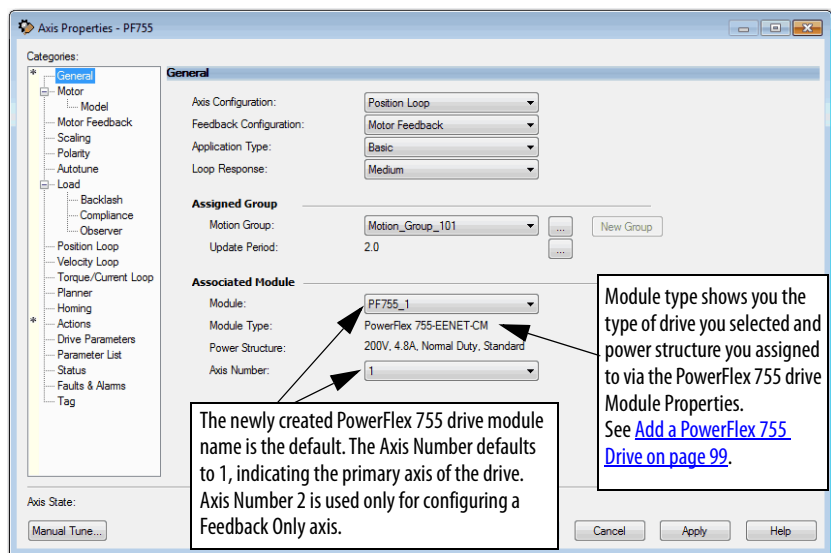 Axis Properties - PF755
Categories:
* General
Motor
Model
Motor Feedback
Scaling
Polarity
Autotune
Load
Backlash
Compliance
Observer
Position Loop
Velocity Loop
Torque/Current Loop
Planner
Homing
* Actions
Drive Parameters
Parameter List
Status
Faults & Alarms
Tag
General
Axis Configuration: Position Loop
Feedback Configuration: Motor Feedback
Application Type: Basic
Loop Response: Medium
Assigned Group
Motion Group: Motion_Group_101 ... New Group
Update Period: 2.0 ...
Associated Module
Module: PF755_1
Module Type: PowerFlex 755-EENET-CM
Power Structure: 200V, 4.8A, Normal Duty, Standard
Axis Number: 1
Module type shows you the
type of drive you selected and
power structure you assigned
to via the PowerFlex 755 drive
Module Properties.
See Add a PowerFlex 755
Drive on page 99.
The newly created PowerFlex 755 drive module
name is the default. The Axis Number defaults
to 1, indicating the primary axis of the drive.
Axis Number 2 is used only for configuring a
Feedback Only axis.
Axis State:
Manual Tune... Cancel Apply Help